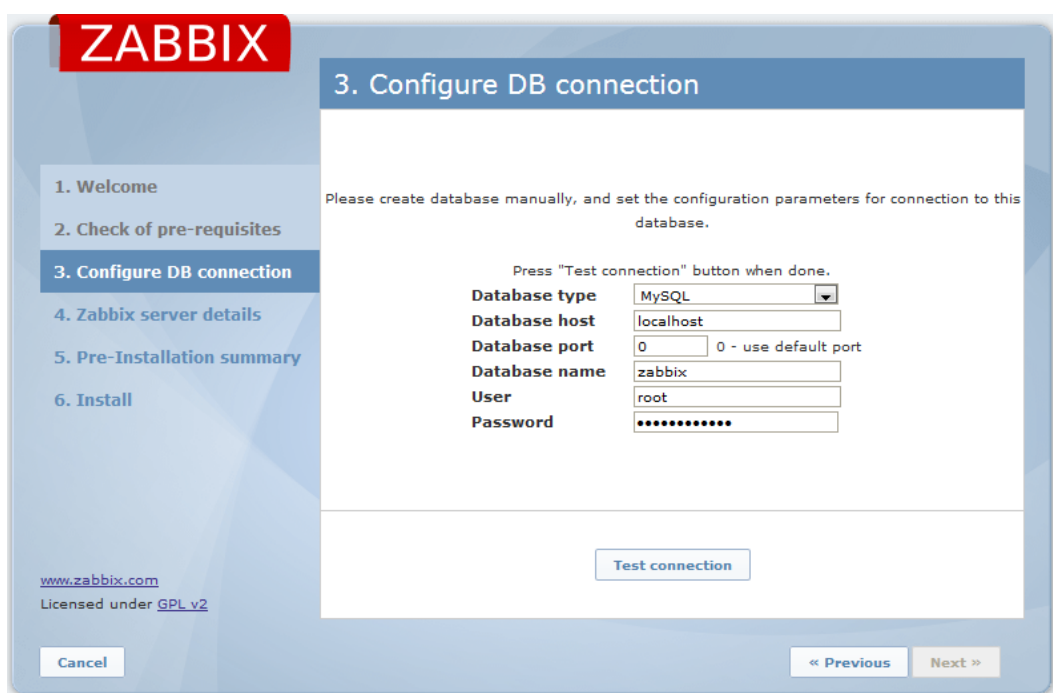 ZABBIX
3. Configure DB connection
1. Welcome
2. Check of pre-requisites
3. Configure DB connection
4. Zabbix server details
5. Pre-Installation summary
6. Install
Please create database manually, and set the configuration parameters for connection to this
database.
Press "Test connection" button when done.
Database type MySQL
Database host localhost
Database port 0 0 - use default port
Database name zabbix
User root
Password ••••••••••••
Test connection
www.zabbix.com
Licensed under GPL v2
Cancel « Previous Next »